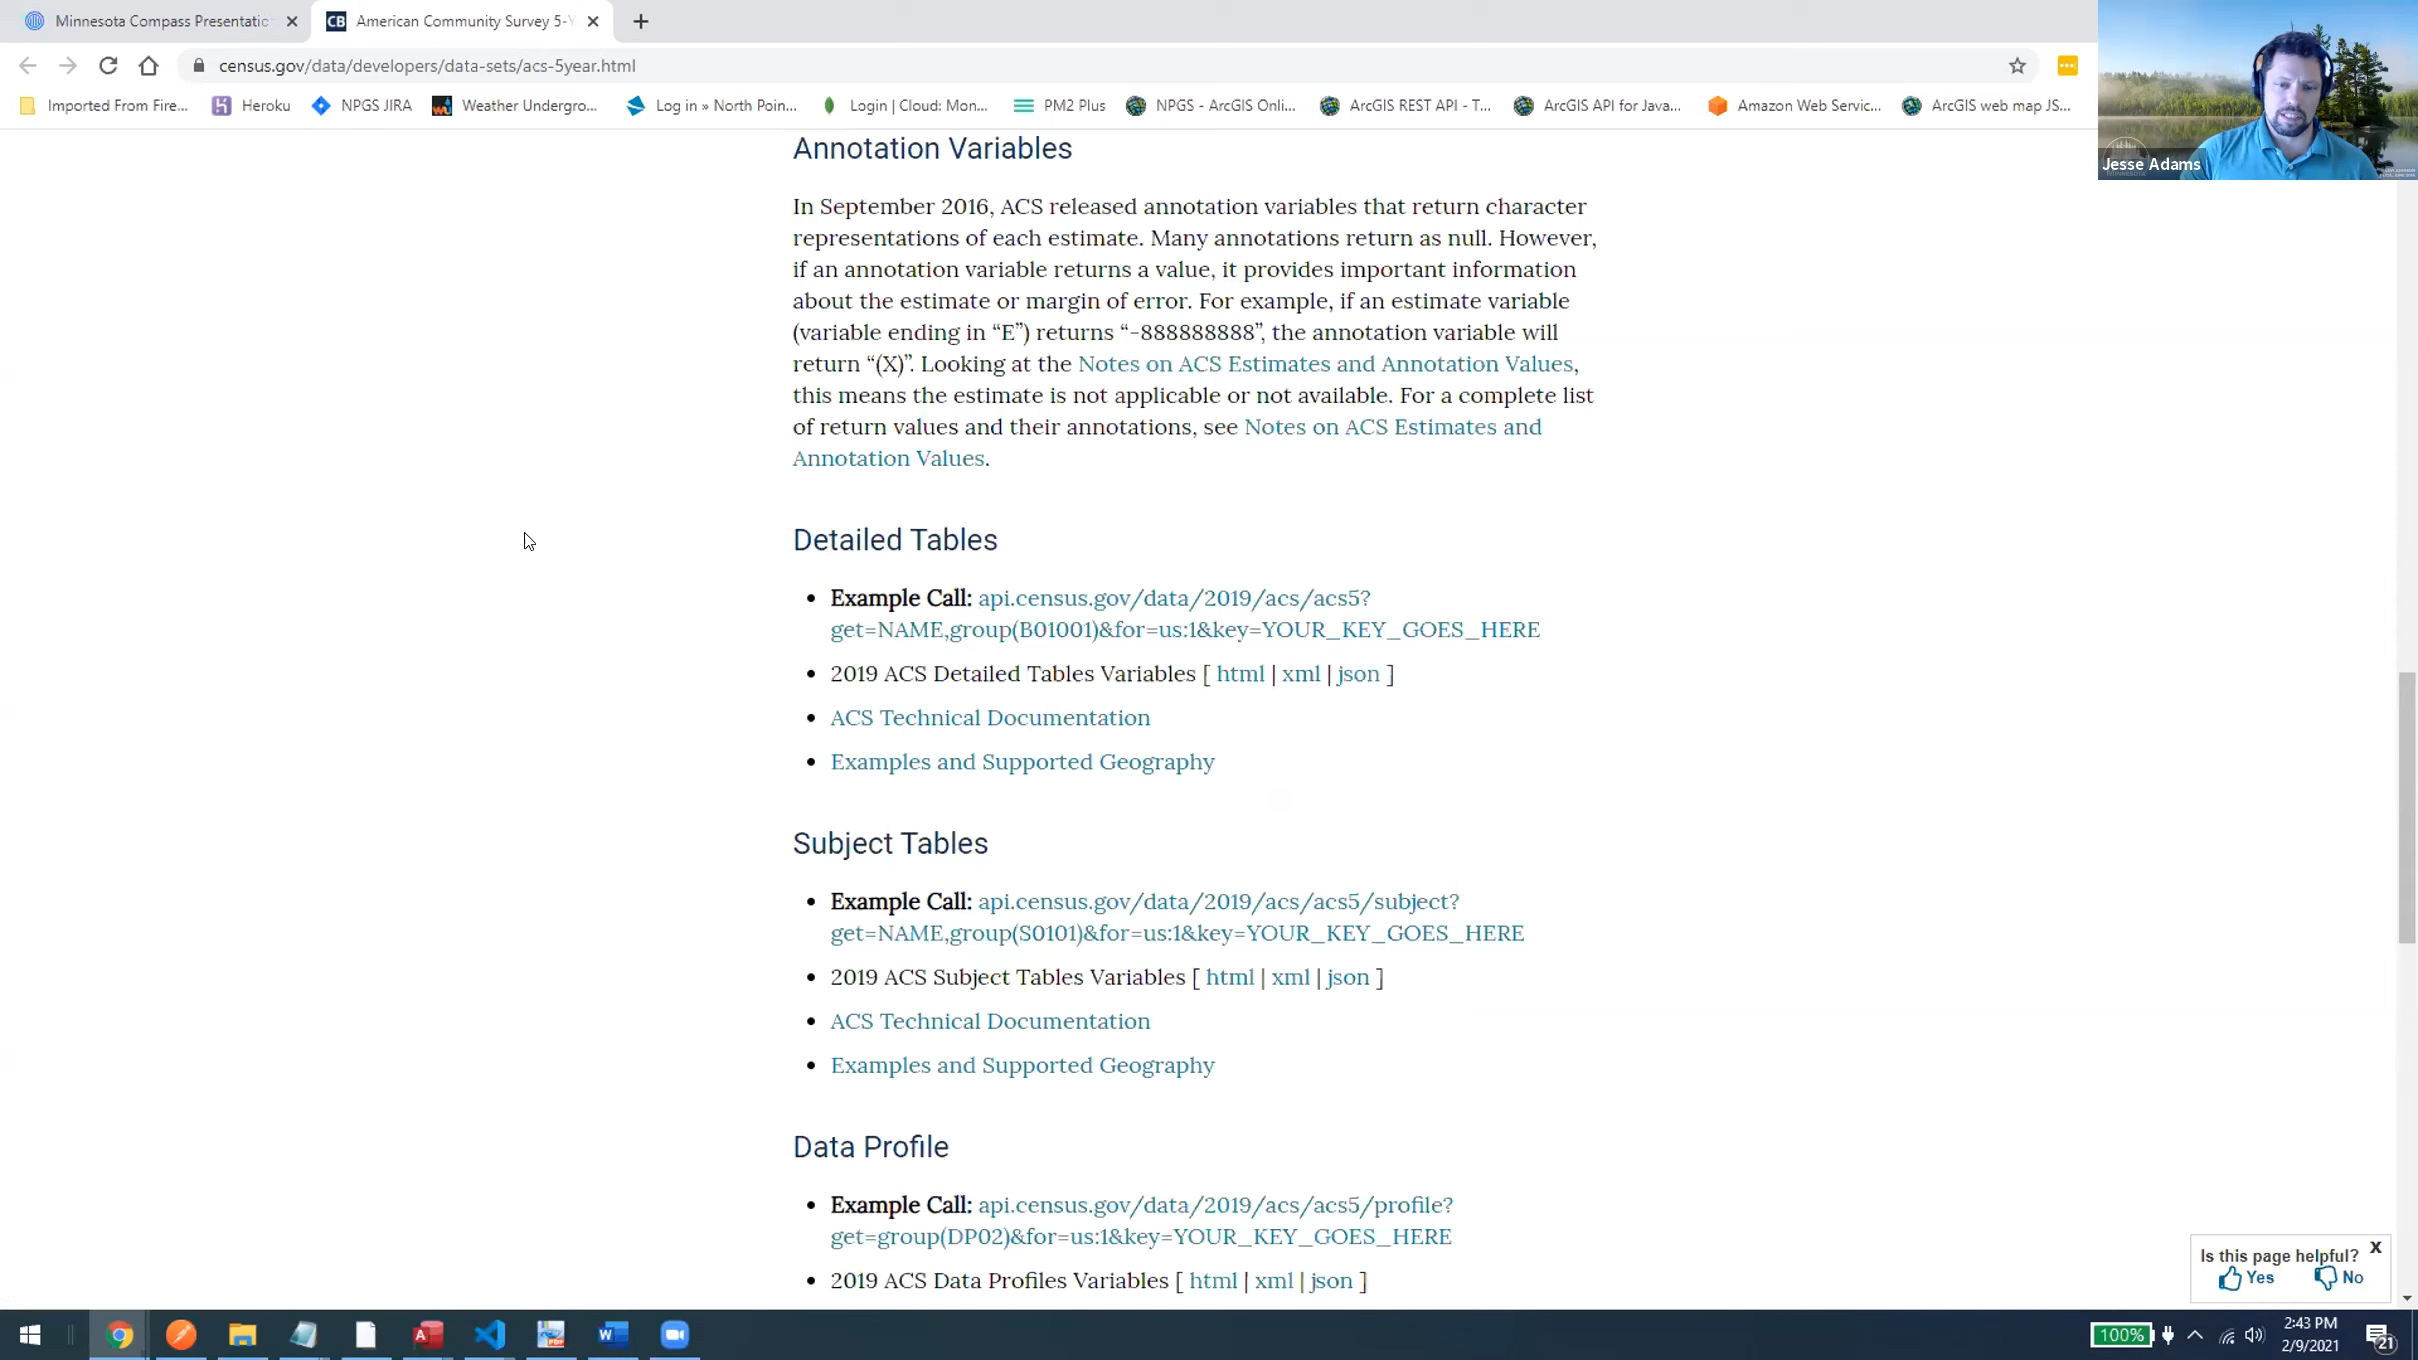 Minnesota Compass Presentatio
American Community Survey 5-Y
census.gov/data/developers/data-sets/acs-5year.html
Imported From Fire...
Heroku
NPGS JIRA
Weather Undergro...
Log in » North Poin...
Login | Cloud: Mon...
PM2 Plus
NPGS - ArcGIS Onli...
ArcGIS REST API - T...
ArcGIS API for Java...
Amazon Web Servic...
ArcGIS web map JS...
Jesse Adams
Annotation Variables
In September 2016, ACS released annotation variables that return character
representations of each estimate. Many annotations return as null. However,
if an annotation variable returns a value, it provides important information
about the estimate or margin of error. For example, if an estimate variable
(variable ending in “E”) returns “-888888888”, the annotation variable will
return “(X)”. Looking at the Notes on ACS Estimates and Annotation Values,
this means the estimate is not applicable or not available. For a complete list
of return values and their annotations, see Notes on ACS Estimates and
Annotation Values.
Detailed Tables
• Example Call: api.census.gov/data/2019/acs/acs5?
get=NAME,group(B01001)&for=us:1&key=YOUR_KEY_GOES_HERE
• 2019 ACS Detailed Tables Variables [ html | xml | json ]
• ACS Technical Documentation
• Examples and Supported Geography
Subject Tables
• Example Call: api.census.gov/data/2019/acs/acs5/subject?
get=NAME,group(S0101)&for=us:1&key=YOUR_KEY_GOES_HERE
• 2019 ACS Subject Tables Variables [ html | xml | json ]
• ACS Technical Documentation
• Examples and Supported Geography
Data Profile
• Example Call: api.census.gov/data/2019/acs/acs5/profile?
get=group(DP02)&for=us:1&key=YOUR_KEY_GOES_HERE
• 2019 ACS Data Profiles Variables [ html | xml | json ]
Is this page helpful? X
Yes No
100%
2:43 PM
2/9/2021
21